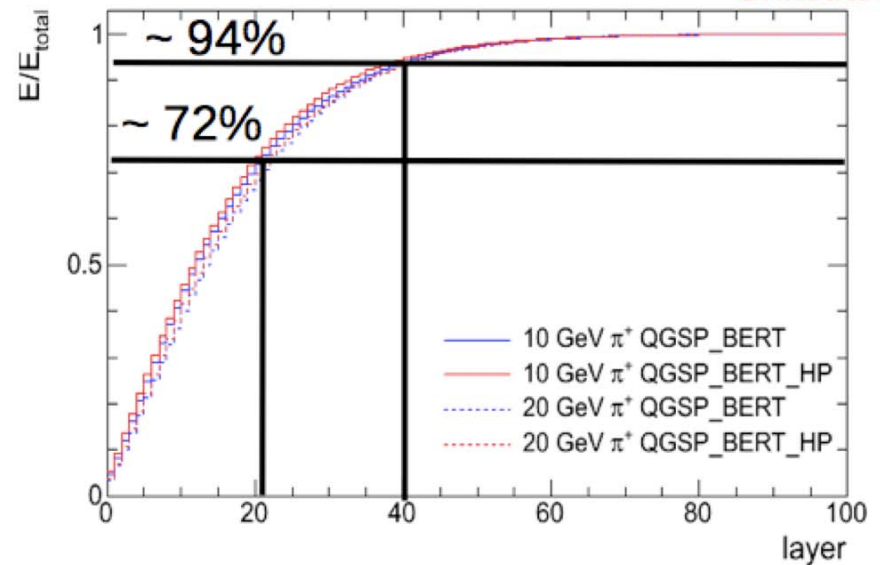 1
~ 94%
E/E_total
~ 72%
0.5
10 GeV π⁺ QGSP_BERT
10 GeV π⁺ QGSP_BERT_HP
20 GeV π⁺ QGSP_BERT
20 GeV π⁺ QGSP_BERT_HP
0
0 20 40 60 80 100
layer